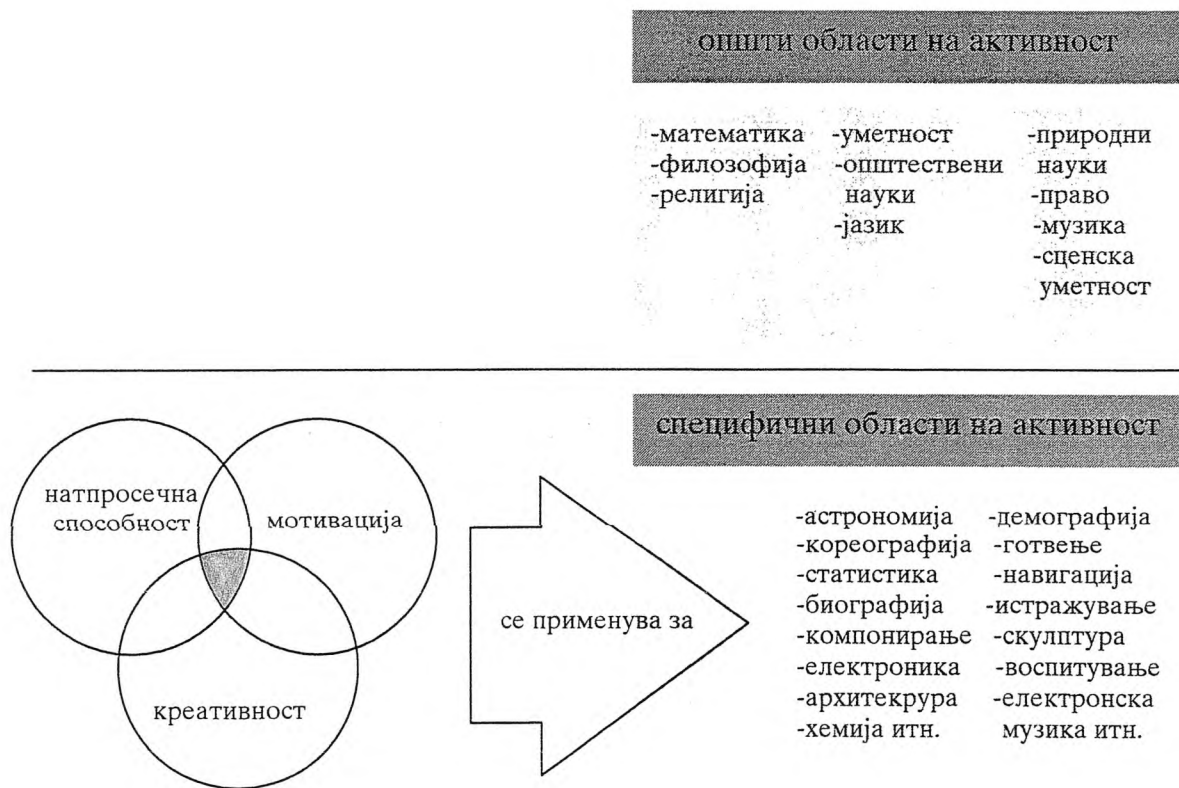 општи области на активност
-математика
-филозофија
-религија
-уметност
-општествени
науки
-јазик
-природни
науки
-право
-музика
-сценска
уметност
натпросечна
способност
мотивација
креативност
се применува за
специфични области на активност
-астрономија
-кореографија
-статистика
-биографија
-компонирање
-електроника
-архитекрура
-хемија итн.
-демографија
-готвење
-навигација
-истражување
-скулптура
-воспитување
-електронска
музика итн.